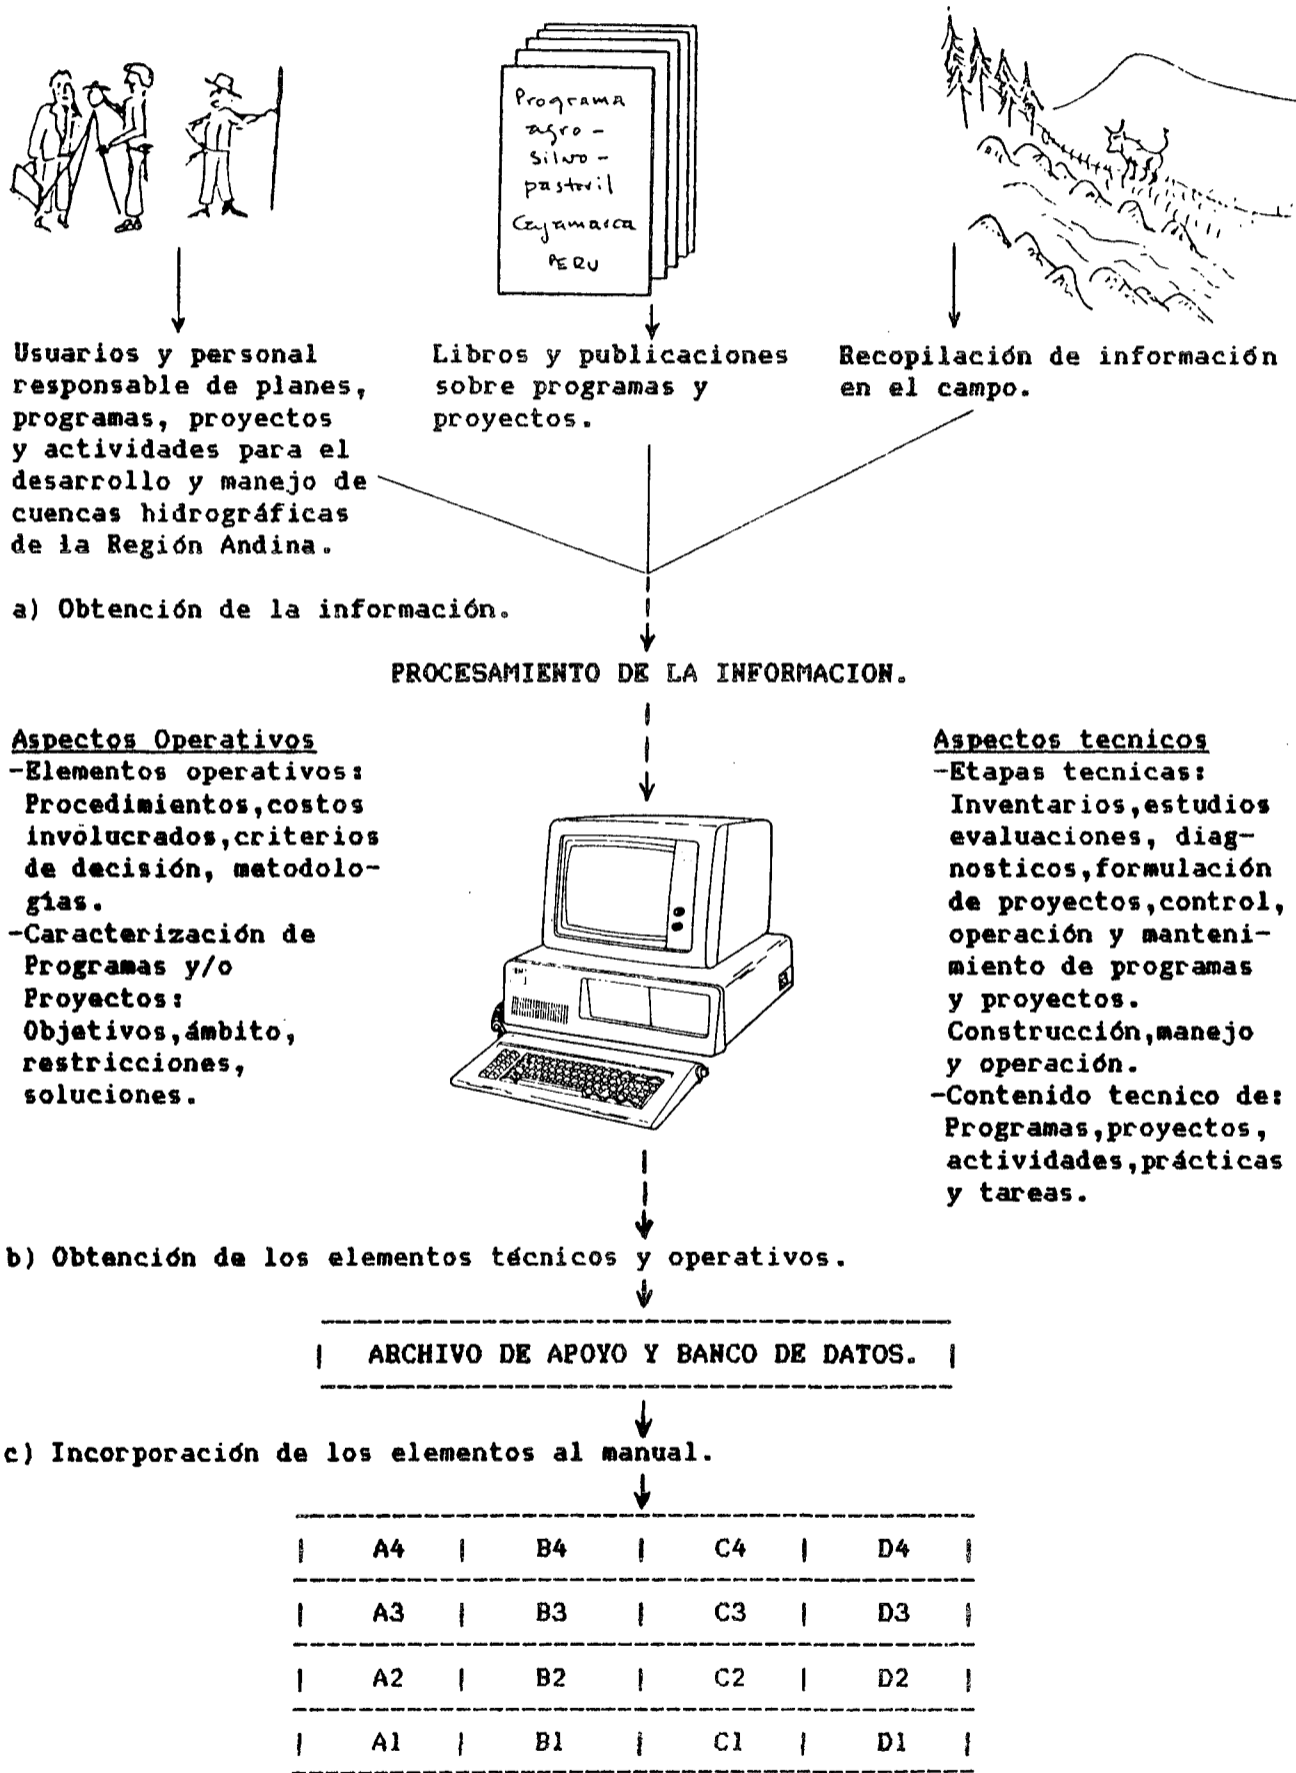 Programa
agro-
silvo-
pastoril
Cajamarca
PERU
Usuarios y personal
responsable de planes,
programas, proyectos
y actividades para el
desarrollo y manejo de
cuencas hidrográficas
de la Región Andina.
Libros y publicaciones
sobre programas y
proyectos.
Recopilación de información
en el campo.
a) Obtención de la información.
PROCESAMIENTO DE LA INFORMACION.
Aspectos Operativos
-Elementos operativos:
Procedimientos,costos
involucrados,criterios
de decisión, metodolo-
gías.
-Caracterización de
Programas y/o
Proyectos:
Objetivos,ámbito,
restricciones,
soluciones.
Aspectos tecnicos
-Etapas tecnicas:
Inventarios,estudios
evaluaciones, diag-
nosticos,formulación
de proyectos,control,
operación y manteni-
miento de programas
y proyectos.
Construcción,manejo
y operación.
-Contenido tecnico de:
Programas,proyectos,
actividades,prácticas
y tareas.
b) Obtención de los elementos técnicos y operativos.
ARCHIVO DE APOYO Y BANCO DE DATOS.
c) Incorporación de los elementos al manual.
A4 | B4 | C4 | D4
A3 | B3 | C3 | D3
A2 | B2 | C2 | D2
A1 | B1 | C1 | D1